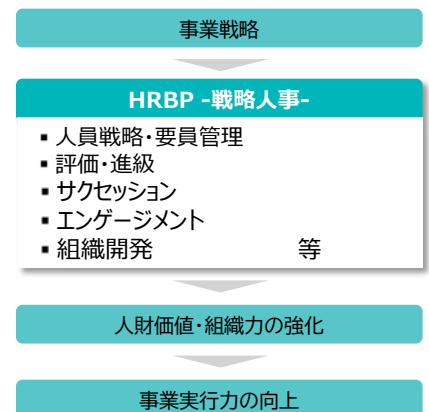 事業戦略
HRBP -戦略人事-
▪ 人員戦略・要員管理
▪ 評価・進級
▪ サクセッション
▪ エンゲージメント
▪ 組織開発 等
人財価値・組織力の強化
事業実行力の向上